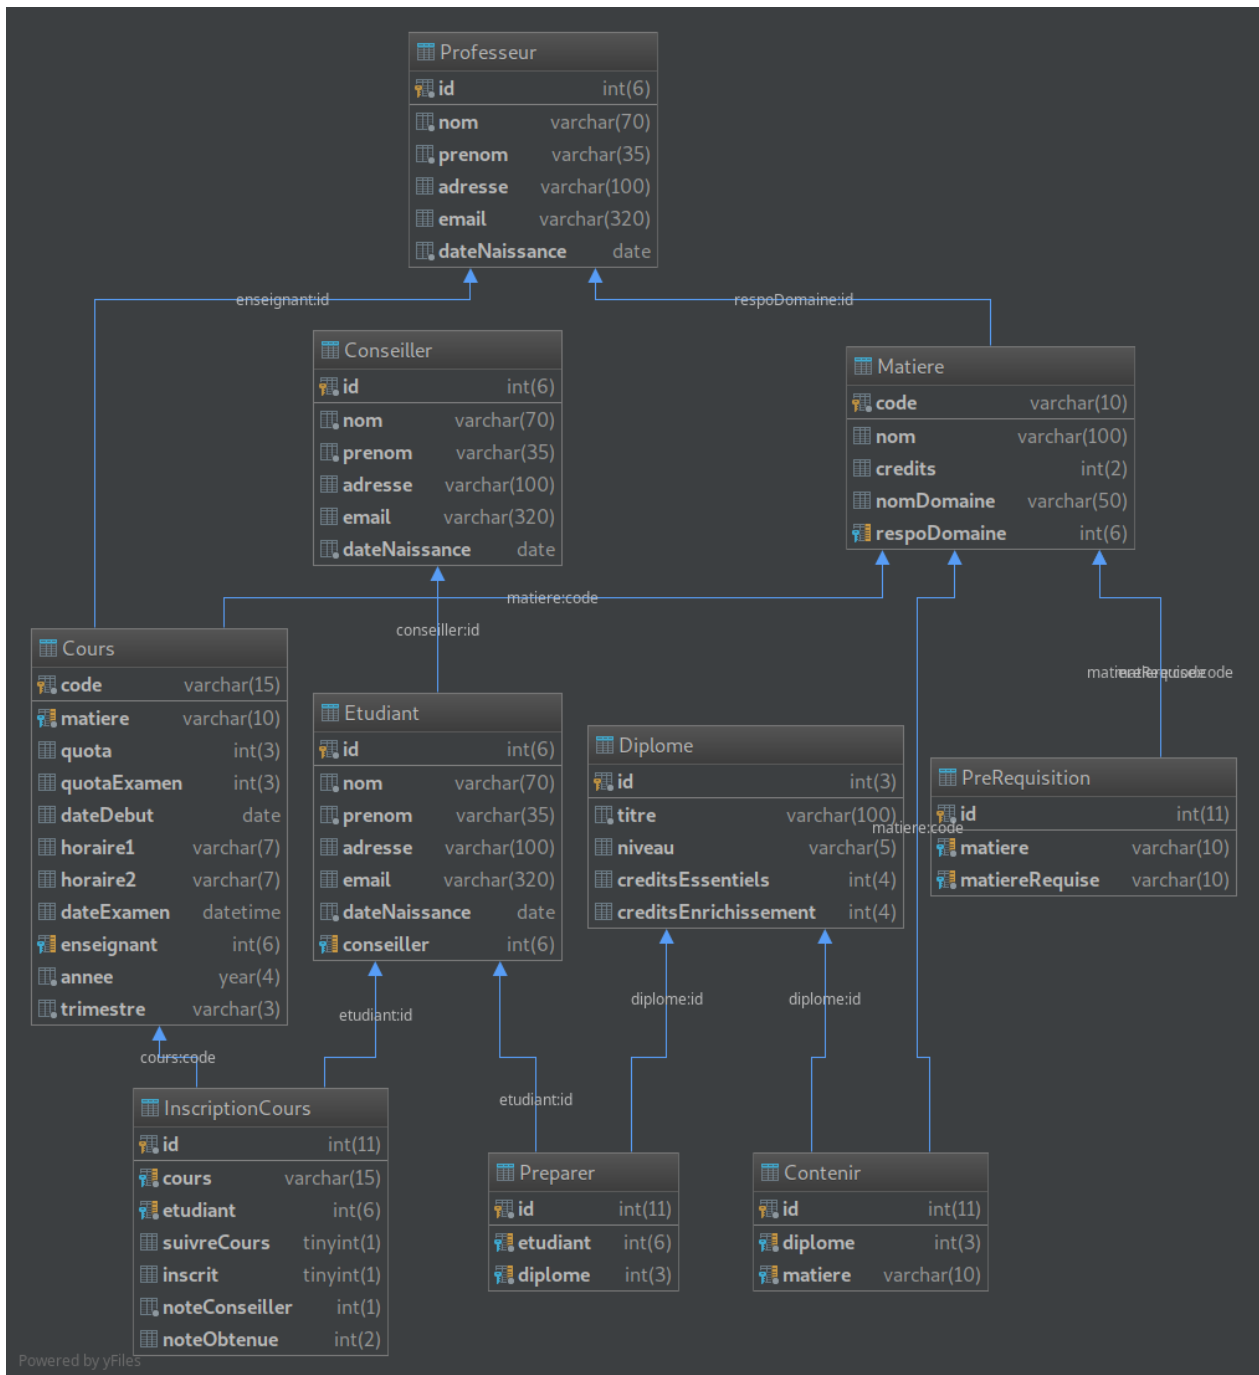 Professeur
id int(6)
nom varchar(70)
prenom varchar(35)
adresse varchar(100)
email varchar(320)
dateNaissance date
enseignant:id
respoDomaine:id
Conseiller
id int(6)
nom varchar(70)
prenom varchar(35)
adresse varchar(100)
email varchar(320)
dateNaissance date
Matiere
code varchar(10)
nom varchar(100)
credits int(2)
nomDomaine varchar(50)
respoDomaine int(6)
matiere:code
conseiller:id
Cours
code varchar(15)
matiere varchar(10)
quota int(3)
quotaExamen int(3)
dateDebut date
horaire1 varchar(7)
horaire2 varchar(7)
dateExamen datetime
enseignant int(6)
annee year(4)
trimestre varchar(3)
Etudiant
id int(6)
nom varchar(70)
prenom varchar(35)
adresse varchar(100)
email varchar(320)
dateNaissance date
conseiller int(6)
Diplome
id int(3)
titre varchar(100)
niveau varchar(5)
creditsEssentiels int(4)
creditsEnrichissement int(4)
matiere:code
PreRequisition
id int(11)
matiere varchar(10)
matiereRequise varchar(10)
etudiant:id
diplome:id
diplome:id
cours:code
etudiant:id
InscriptionCours
id int(11)
cours varchar(15)
etudiant int(6)
suivreCours tinyint(1)
inscrit tinyint(1)
noteConseiller int(1)
noteObtenue int(2)
Preparer
id int(11)
etudiant int(6)
diplome int(3)
Contenir
id int(11)
diplome int(3)
matiere varchar(10)
Powered by yFiles